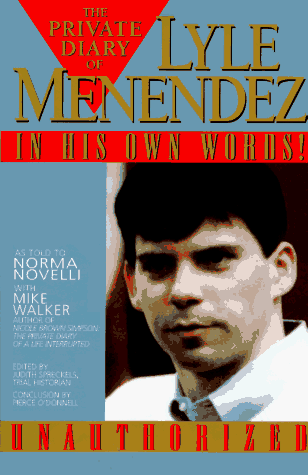 THE
PRIVATE
DIARY
OF
LYLE
MENENDEZ
IN HIS OWN WORDS!
AS TOLD TO
NORMA
NOVELLI
WITH
MIKE
WALKER
AUTHOR OF
NICOLE BROWN SIMPSON:
THE PRIVATE DIARY
OF A LIFE INTERRUPTED
EDITED BY
JUDITH SPRECKELS,
TRIAL HISTORIAN
CONCLUSION BY
PIERCE O'DONNELL
UNAUTHORIZED